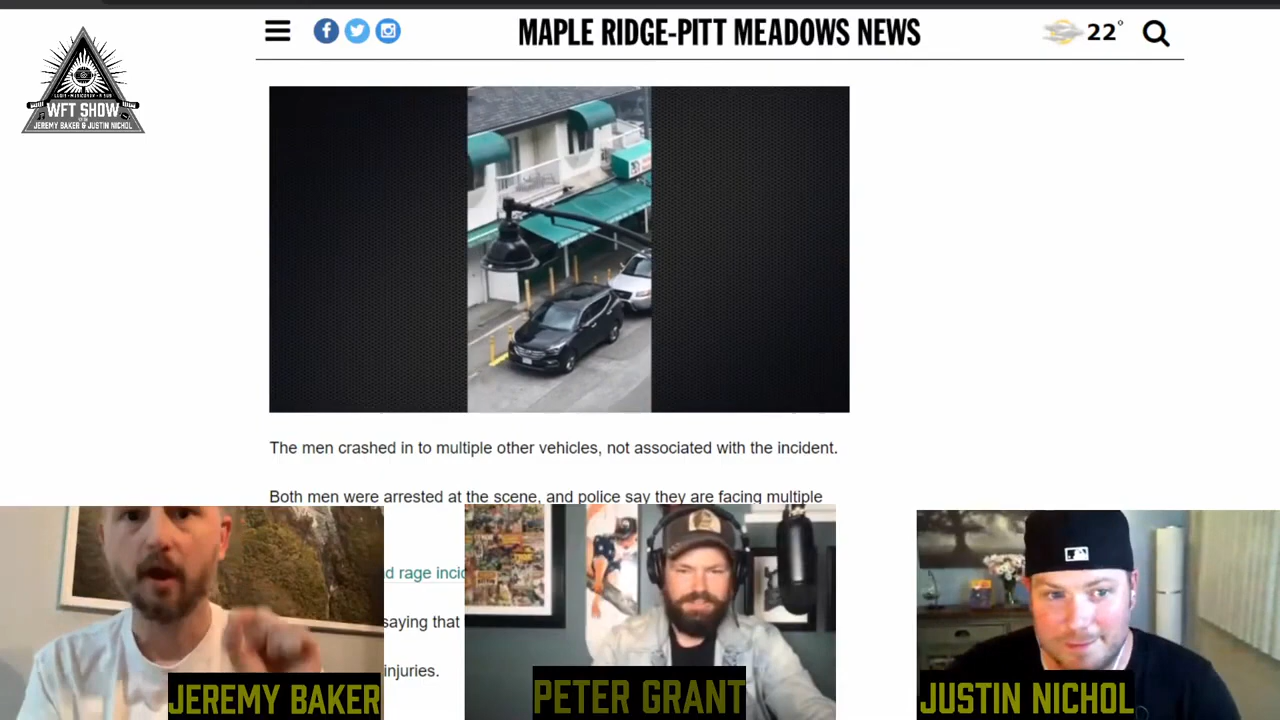 MAPLE RIDGE-PITT MEADOWS NEWS
22°
WFT SHOW
JEREMY BAKER & JUSTIN NICHOL
The men crashed in to multiple other vehicles, not associated with the incident.
Both men were arrested at the scene, and police say they are facing multiple
d rage incid
saying that
injuries.
JEREMY BAKER
PETER GRANT
JUSTIN NICHOL